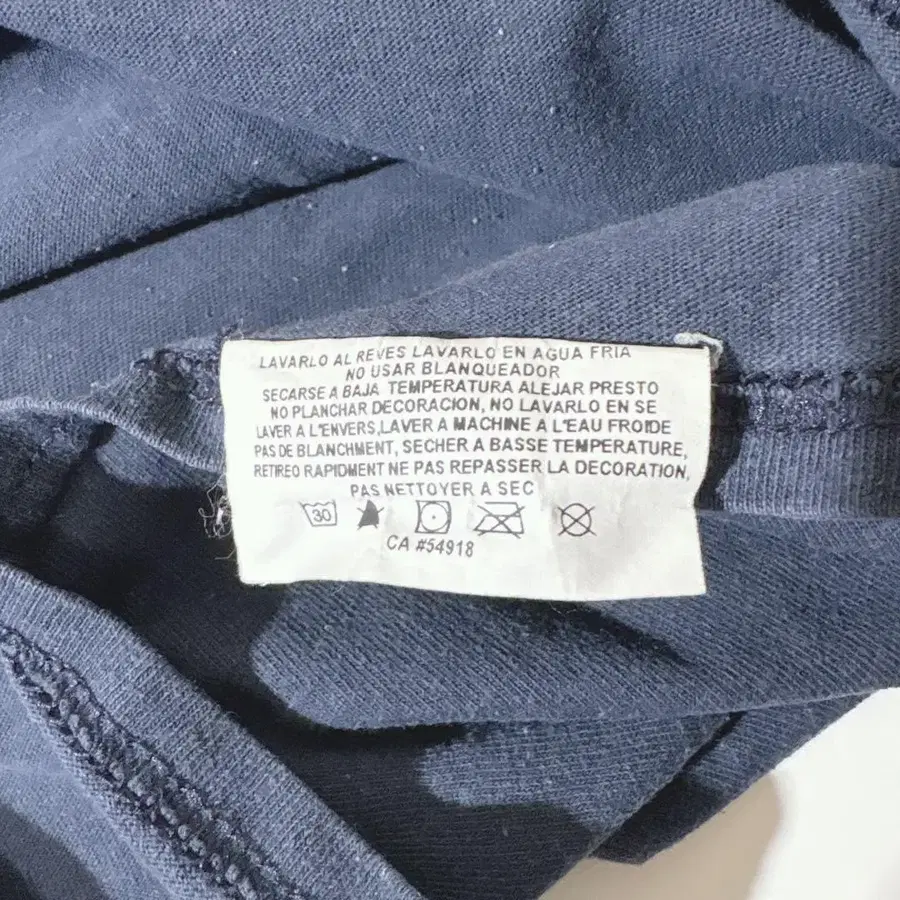 LAVARLO AL REVES LAVARLO EN AGUA FRIA
NO USAR BLANQUEADOR
SECARSE A BAJA TEMPERATURA ALEJAR PRESTO
NO PLANCHAR DECORACION, NO LAVARLO EN SE
LAVER A L'ENVERS,LAVER A MACHINE A L'EAU FROIDE
PAS DE BLANCHMENT, SECHER A BASSE TEMPERATURE,
RETIREO RAPIDMENT NE PAS REPASSER LA DECORATION,
PAS NETTOYER A SEC
30
CA #54918